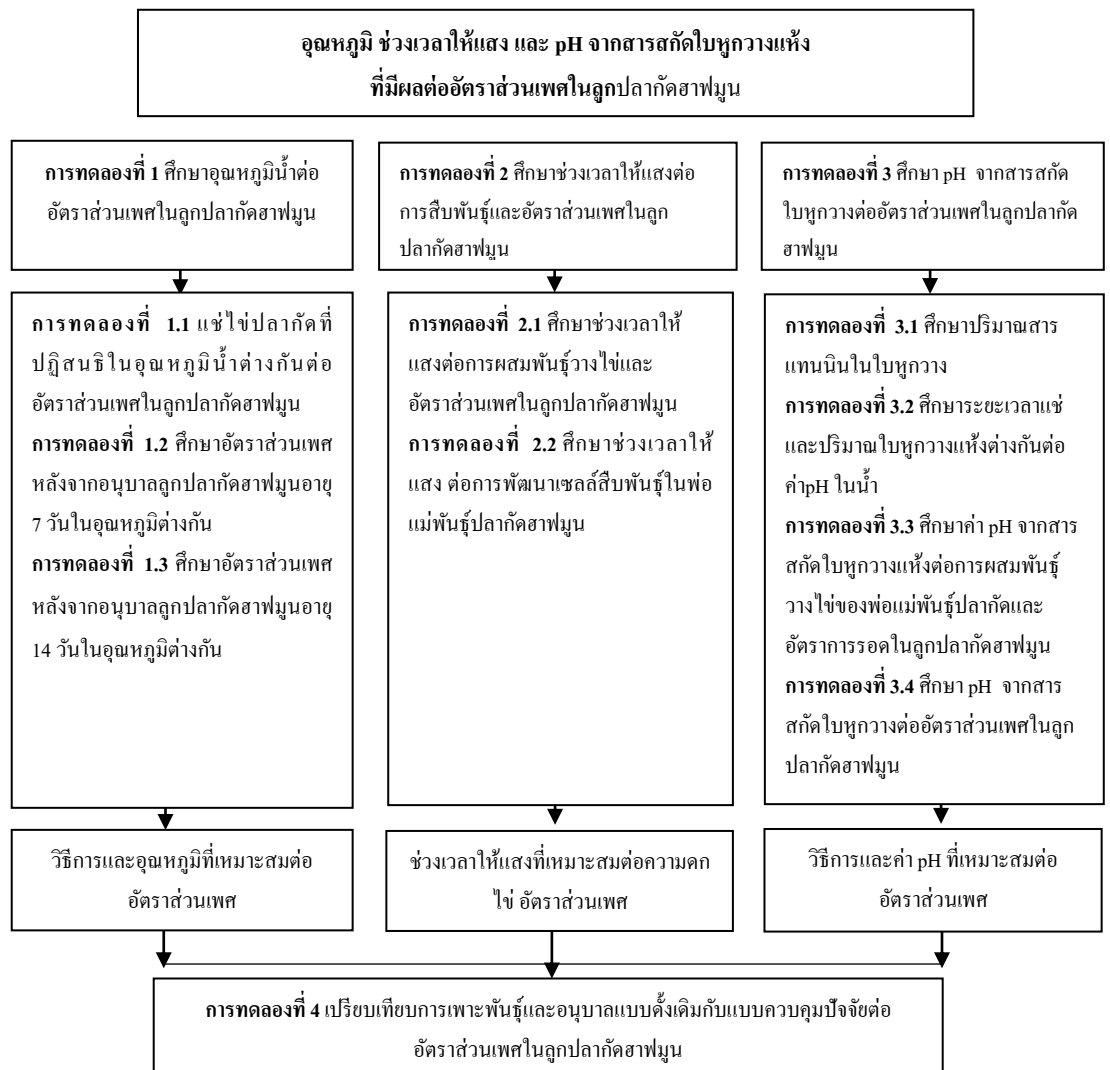 อุณหภูมิ ช่วงเวลาให้แสง และ pH จากสารสกัดใบหูกวางแห้ง
ที่มีผลต่ออัตราส่วนเพศในลูกปลากัดฮาฟมูน
การทดลองที่ 1 ศึกษาอุณหภูมิน้ำต่อ
อัตราส่วนเพศในลูกปลากัดฮาฟมูน
การทดลองที่ 2 ศึกษาช่วงเวลาให้แสงต่อ
การสืบพันธุ์และอัตราส่วนเพศในลูก
ปลากัดฮาฟมูน
การทดลองที่ 3 ศึกษา pH จากสารสกัด
ใบหูกวางต่ออัตราส่วนเพศในลูกปลากัด
ฮาฟมูน
การทดลองที่ 1.1 แช่ไข่ปลากัดที่
ปฏิสนธิในอุณหภูมิน้ำต่างกันต่อ
อัตราส่วนเพศในลูกปลากัดฮาฟมูน
การทดลองที่ 1.2 ศึกษาอัตราส่วนเพศ
หลังจากอนุบาลลูกปลากัดฮาฟมูนอายุ
7 วันในอุณหภูมิต่างกัน
การทดลองที่ 1.3 ศึกษาอัตราส่วนเพศ
หลังจากอนุบาลลูกปลากัดฮาฟมูนอายุ
14 วันในอุณหภูมิต่างกัน
การทดลองที่ 2.1 ศึกษาช่วงเวลาให้
แสงต่อการผสมพันธุ์วางไข่และ
อัตราส่วนเพศในลูกปลากัดฮาฟมูน
การทดลองที่ 2.2 ศึกษาช่วงเวลาให้
แสง ต่อการพัฒนาเซลล์สืบพันธุ์ในพ่อ
แม่พันธุ์ปลากัดฮาฟมูน
การทดลองที่ 3.1 ศึกษาปริมาณสาร
แทนนินในใบหูกวาง
การทดลองที่ 3.2 ศึกษาระยะเวลาแช่
และปริมาณใบหูกวางแห้งต่างกันต่อ
ค่าpH ในน้ำ
การทดลองที่ 3.3 ศึกษาค่า pH จากสาร
สกัดใบหูกวางแห้งต่อการผสมพันธุ์
วางไข่ของพ่อแม่พันธุ์ปลากัดและ
อัตราการรอดในลูกปลากัดฮาฟมูน
การทดลองที่ 3.4 ศึกษา pH จากสาร
สกัดใบหูกวางต่ออัตราส่วนเพศในลูก
ปลากัดฮาฟมูน
วิธีการและอุณหภูมิที่เหมาะสมต่อ
อัตราส่วนเพศ
ช่วงเวลาให้แสงที่เหมาะสมต่อความดก
ไข่ อัตราส่วนเพศ
วิธีการและค่า pH ที่เหมาะสมต่อ
อัตราส่วนเพศ
การทดลองที่ 4 เปรียบเทียบการเพาะพันธุ์และอนุบาลแบบดั้งเดิมกับแบบควบคุมปัจจัยต่อ
อัตราส่วนเพศในลูกปลากัดฮาฟมูน